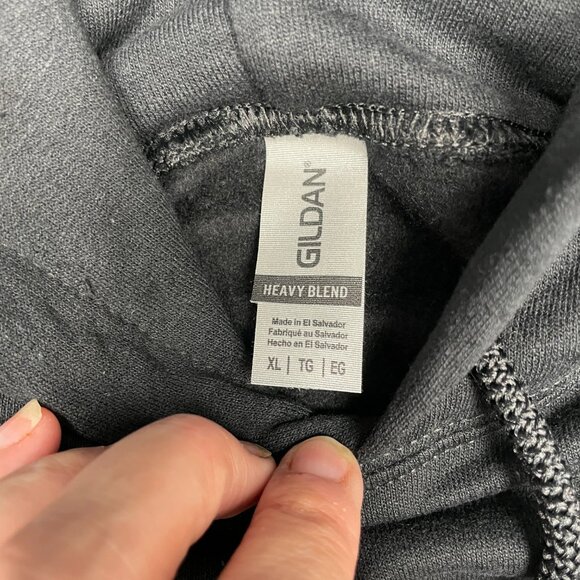 GILDAN®
HEAVY BLEND
Made in El Salvador
Fabriqué au Salvador
Hecho en El Salvador
XL | TG | EG